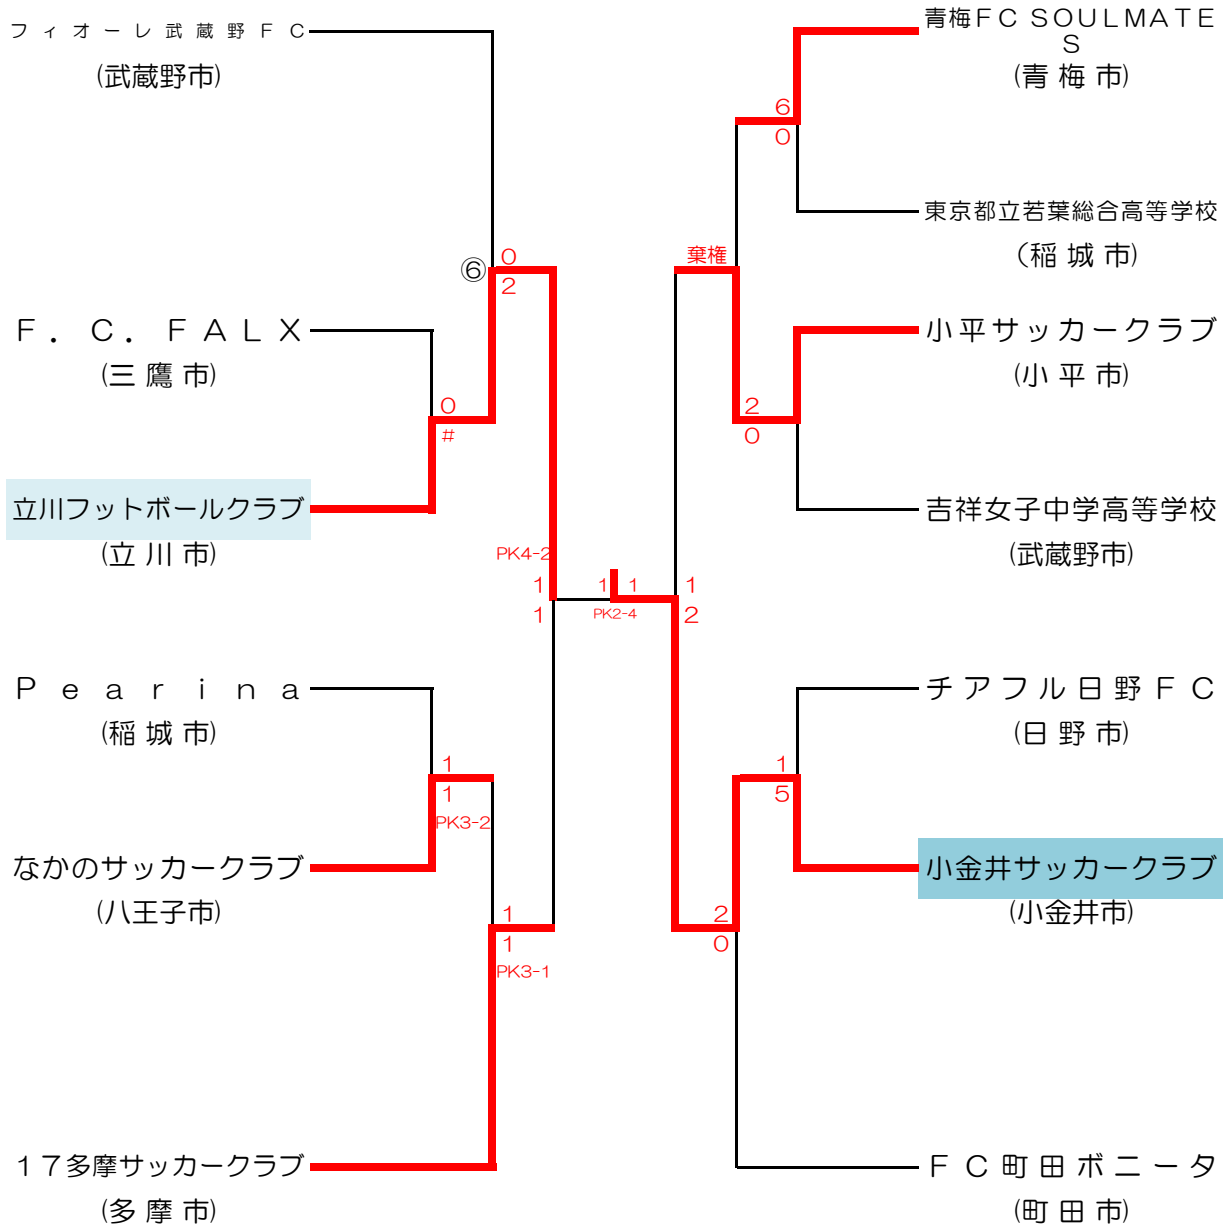 フィオーレ武蔵野ＦＣ
(武蔵野市)
⑥
0
2
Ｆ．Ｃ．ＦＡＬＸ
(三鷹市)
0
#
立川フットボールクラブ
(立川市)
PK4-2
1
1
Ｐｅａｒｉｎａ
(稲城市)
1
1
PK3-2
なかのサッカークラブ
(八王子市)
1
1
PK3-1
１７多摩サッカークラブ
(多摩市)
1 1
PK2-4
青梅ＦＣ SOULMATE
S
(青梅市)
6
0
東京都立若葉総合高等学校
（稲城市)
棄権
小平サッカークラブ
(小平市)
2
0
吉祥女子中学高等学校
(武蔵野市)
1
2
チアフル日野ＦＣ
(日野市)
1
5
小金井サッカークラブ
(小金井市)
2
0
ＦＣ町田ボニータ
(町田市)